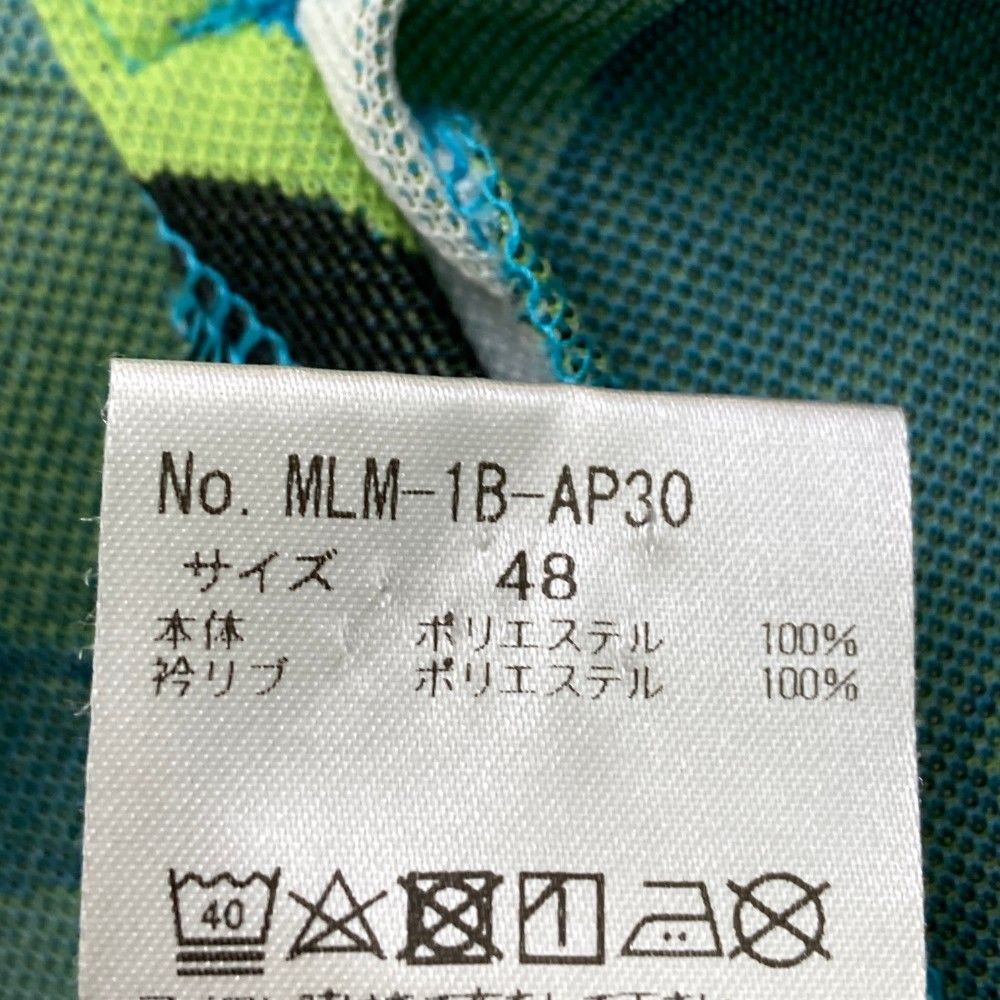 No. MLM-1B-AP30
サイズ 48
本体 ポリエステル 100%
衿リブ ポリエステル 100%
40